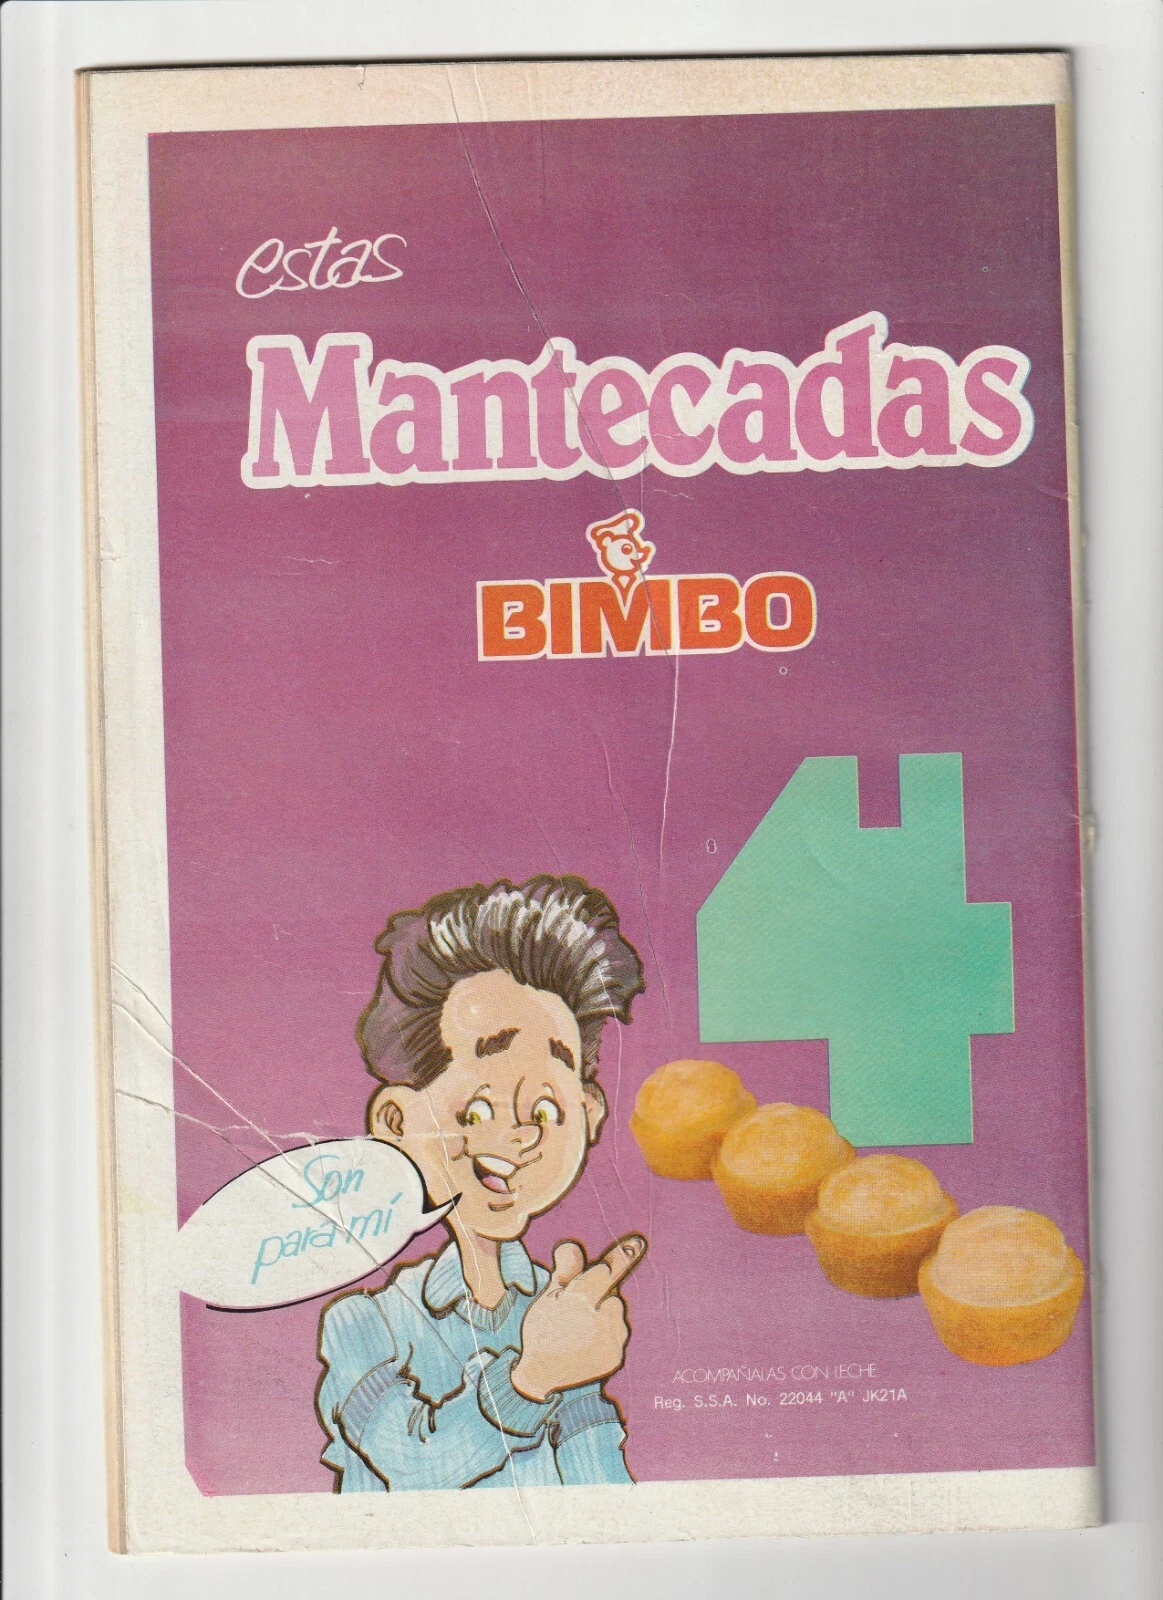 estas
Mantecadas
BIMBO
4
Son
para mí
ACOMPAÑALAS CON LECHE
Reg. S.S.A. No. 22044 "A" JK21A